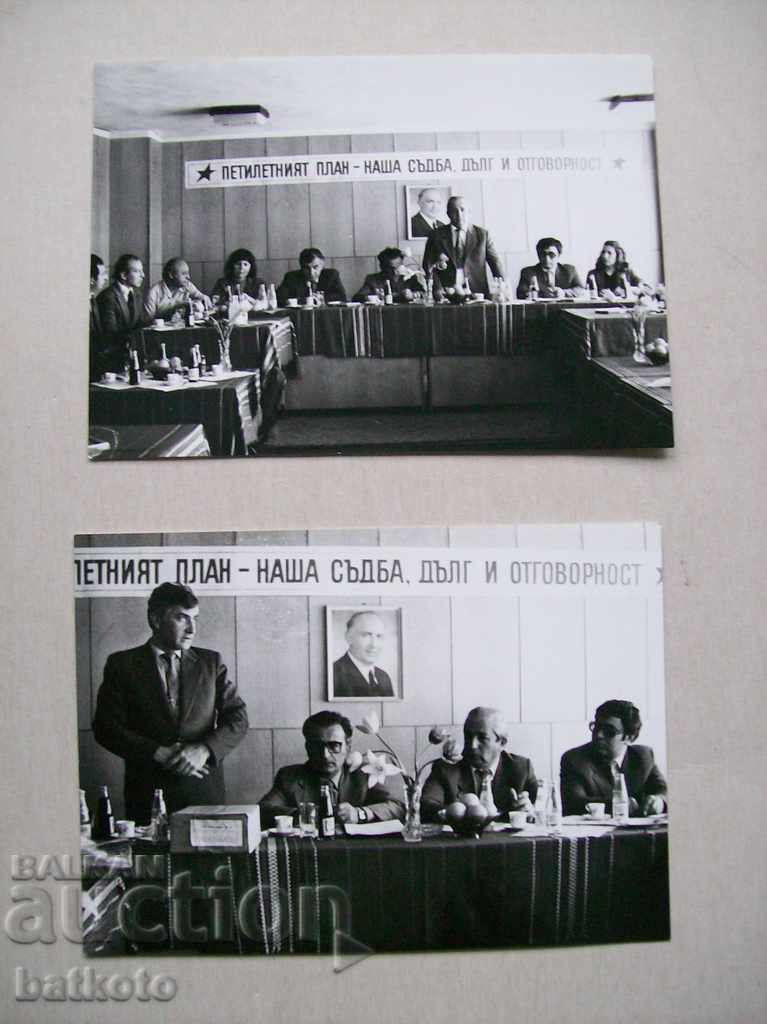 ПЕТИЛЕТНИЯТ ПЛАН - НАША СЪДБА, ДЪЛГ И ОТГОВОРНОСТ
ЛЕТНИЯТ ПЛАН - НАША СЪДБА, ДЪЛГ И ОТГОВОРНОСТ
BALKAN
auction
batkoto